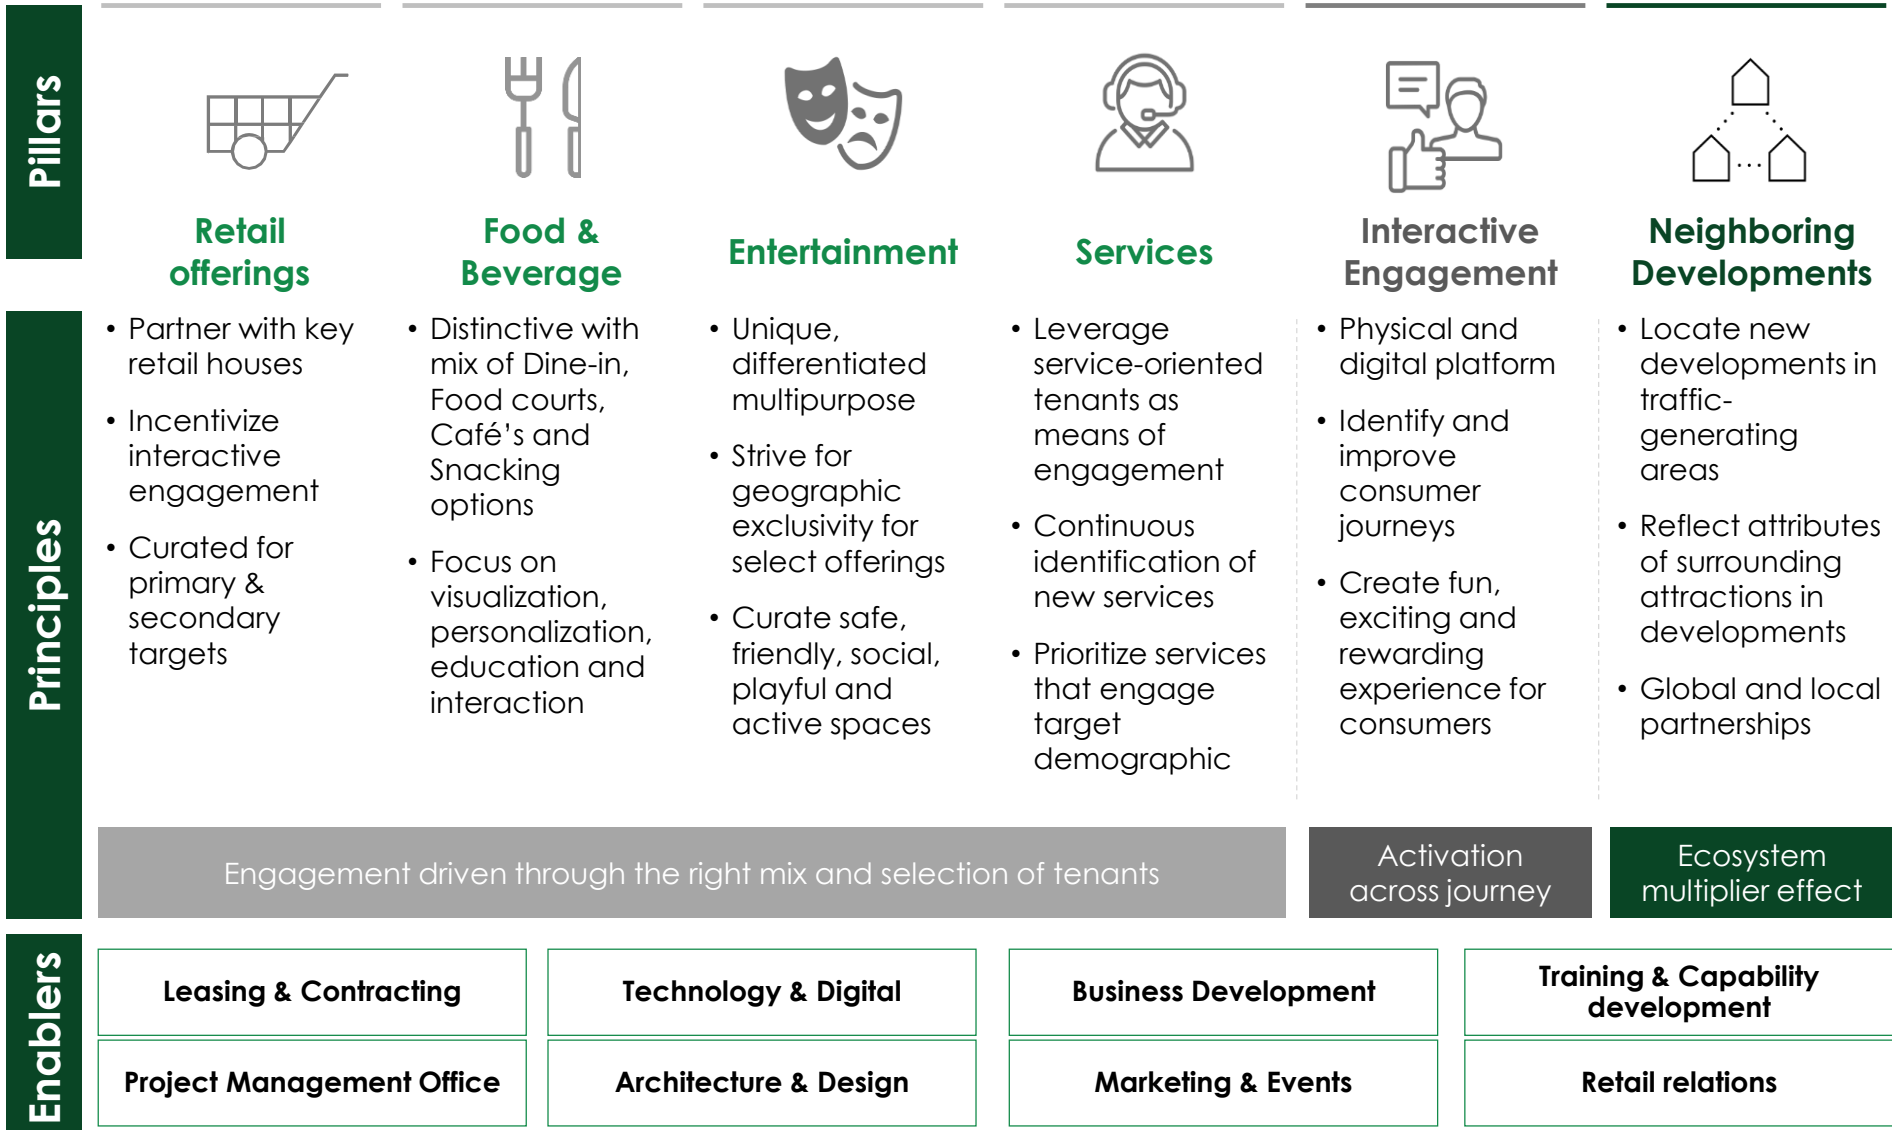 Pillars
Retail
offerings
Food &
Beverage
Entertainment
Services
Interactive
Engagement
Neighboring
Developments
Principles
• Partner with key
retail houses
• Incentivize
interactive
engagement
• Curated for
primary &
secondary
targets
• Distinctive with
mix of Dine-in,
Food courts,
Café's and
Snacking
options
• Focus on
visualization,
personalization,
education and
interaction
• Unique,
differentiated
multipurpose
• Strive for
geographic
exclusivity for
select offerings
• Curate safe,
friendly, social,
playful and
active spaces
• Leverage
service-oriented
tenants as
means of
engagement
• Continuous
identification of
new services
• Prioritize services
that engage
target
demographic
• Physical and
digital platform
• Identify and
improve
consumer
journeys
• Create fun,
exciting and
rewarding
experience for
consumers
• Locate new
developments in
traffic-
generating
areas
• Reflect attributes
of surrounding
attractions in
developments
• Global and local
partnerships
Engagement driven through the right mix and selection of tenants
Activation
across journey
Ecosystem
multiplier effect
Enablers
Leasing & Contracting
Technology & Digital
Business Development
Training & Capability
development
Project Management Office
Architecture & Design
Marketing & Events
Retail relations